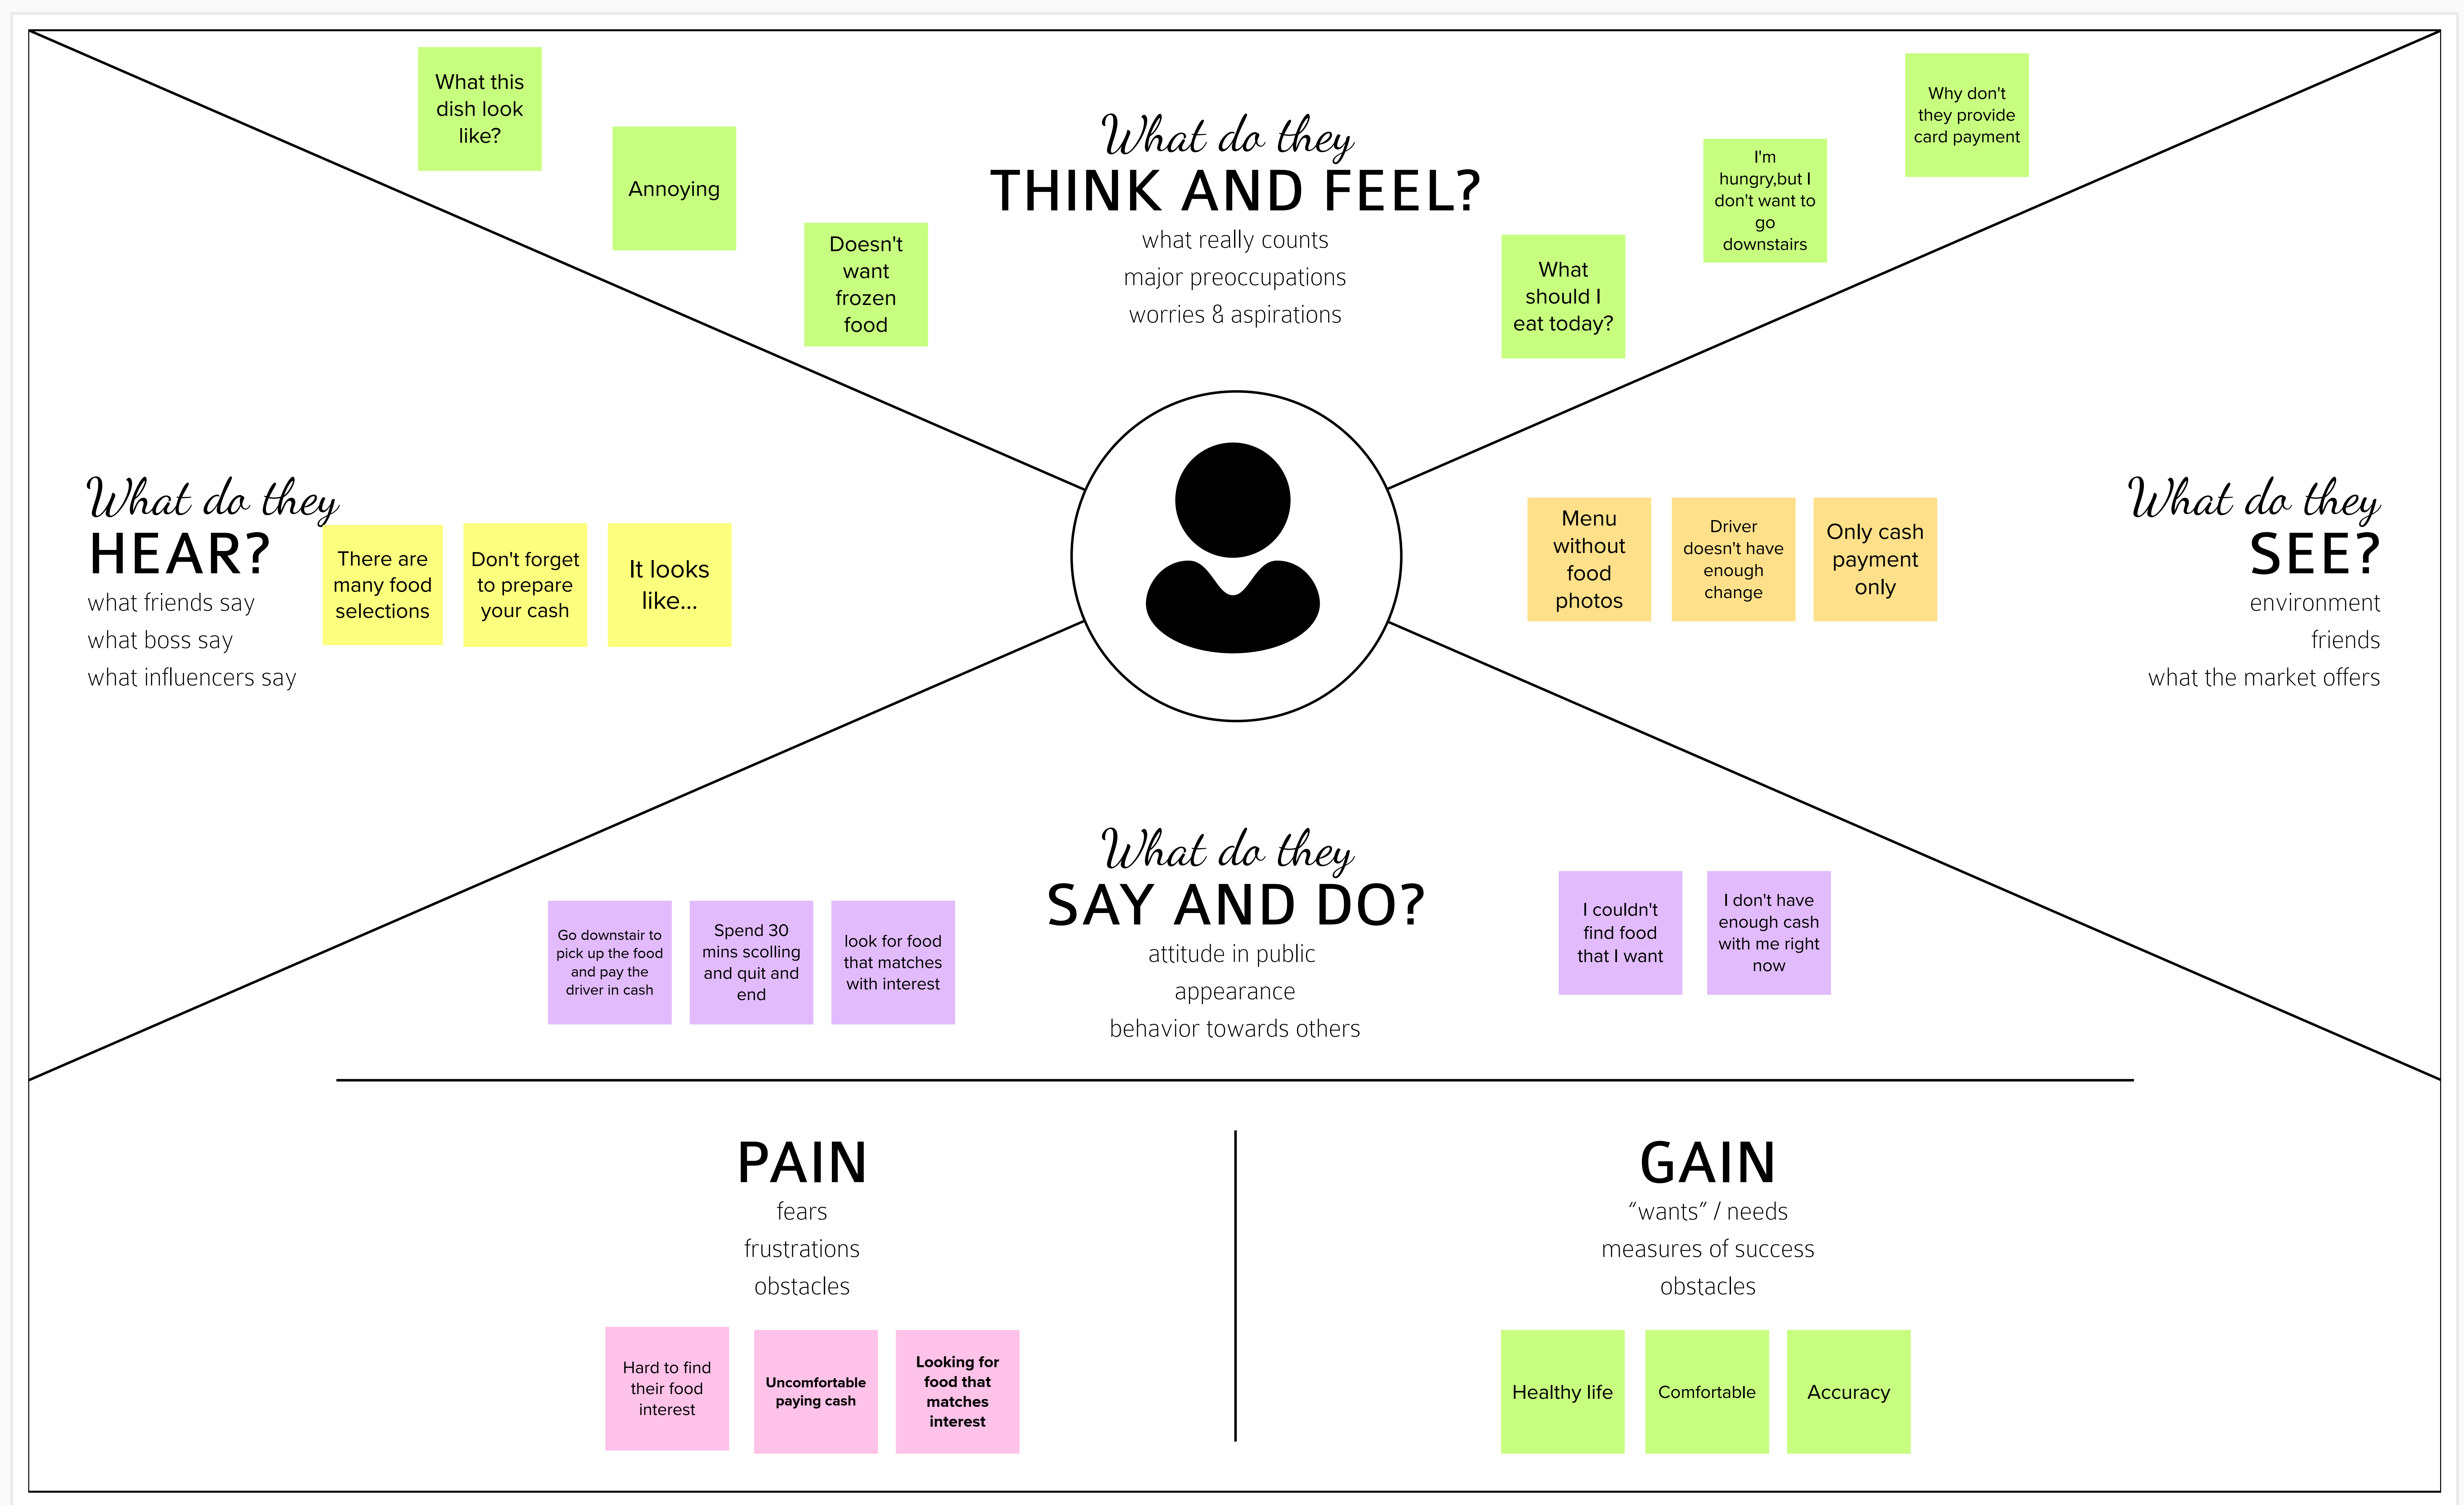 What this
dish look
like?
Annoying
Doesn't
want
frozen
food
What do they
THINK AND FEEL?
what really counts
major preoccupations
worries & aspirations
What
should I
eat today?
I'm
hungry,but I
don't want to
go
downstairs
Why don't
they provide
card payment
What do they
HEAR?
what friends say
what boss say
what influencers say
There are
many food
selections
Don't forget
to prepare
your cash
It looks
like...
Menu
without
food
photos
Driver
doesn't have
enough
change
Only cash
payment
only
What do they
SEE?
environment
friends
what the market offers
Go downstair to
pick up the food
and pay the
driver in cash
Spend 30
mins scolling
and quit and
end
look for food
that matches
with interest
What do they
SAY AND DO?
attitude in public
appearance
behavior towards others
I couldn't
find food
that I want
I don't have
enough cash
with me right
now
PAIN
fears
frustrations
obstacles
Hard to find
their food
interest
Uncomfortable
paying cash
Looking for
food that
matches
interest
GAIN
“wants” / needs
measures of success
obstacles
Healthy life
Comfortable
Accuracy